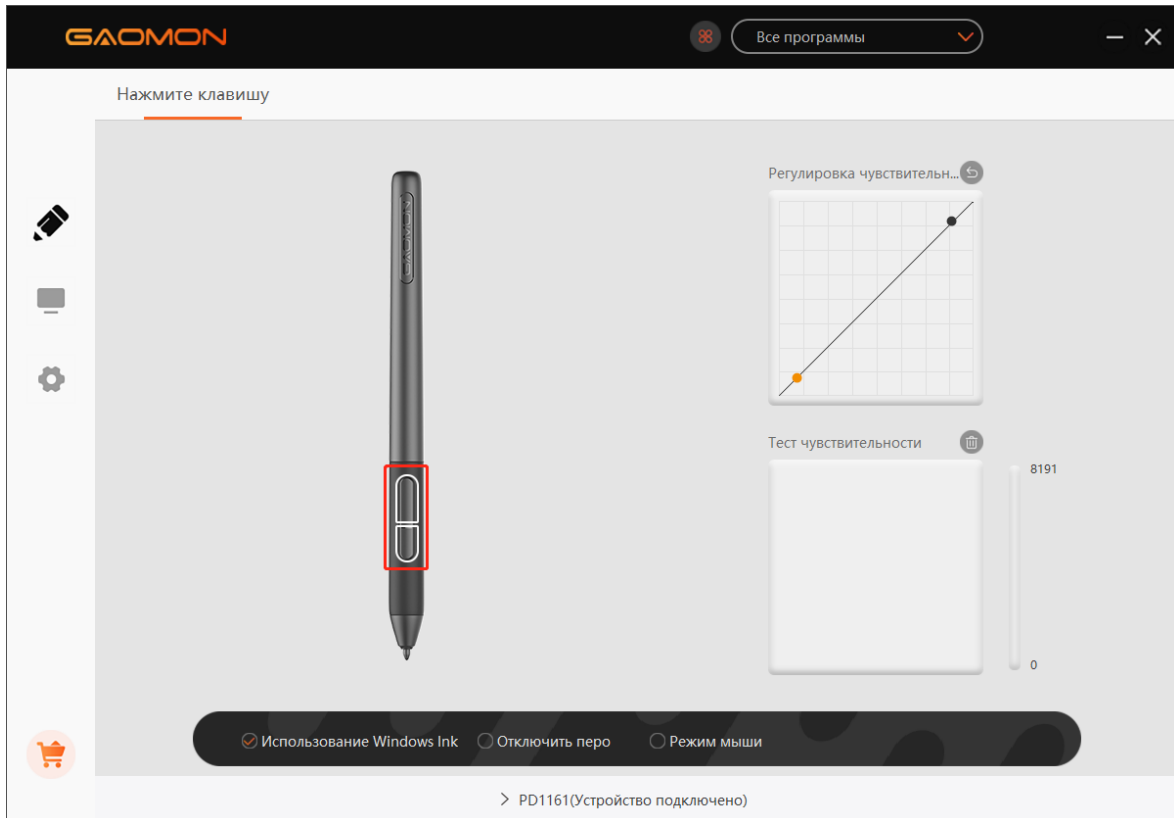 GAOMON
Все программы
Нажмите клавишу
Регулировка чувствительн...
GAOMON
Тест чувствительности
8191
0
Использование Windows Ink
Отключить перо
Режим мыши
PD1161(Устройство подключено)